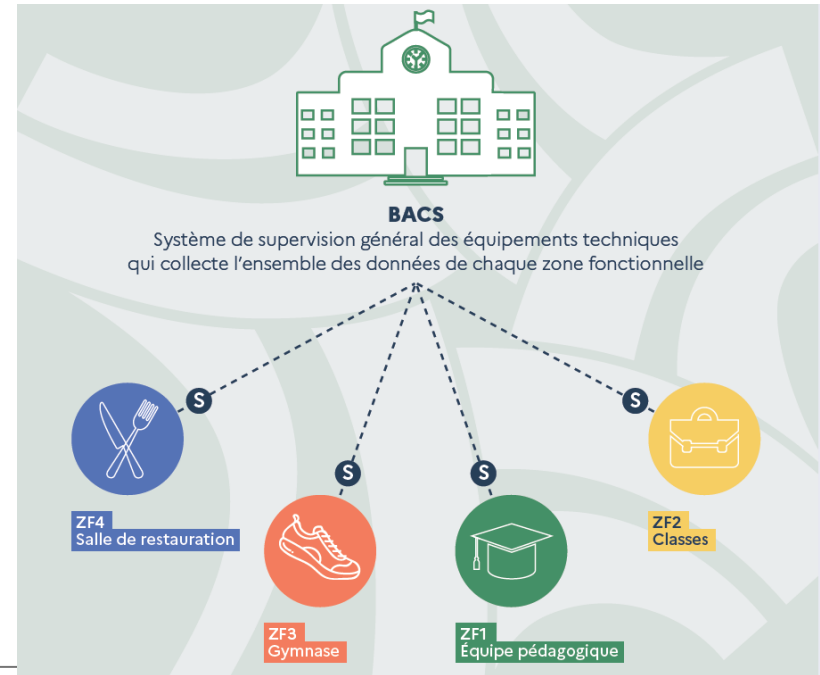 BACS
Système de supervision général des équipements techniques
qui collecte l'ensemble des données de chaque zone fonctionnelle
S
S
S
S
ZF4
Salle de restauration
ZF2
Classes
ZF3
Gymnase
ZF1
Équipe pédagogique